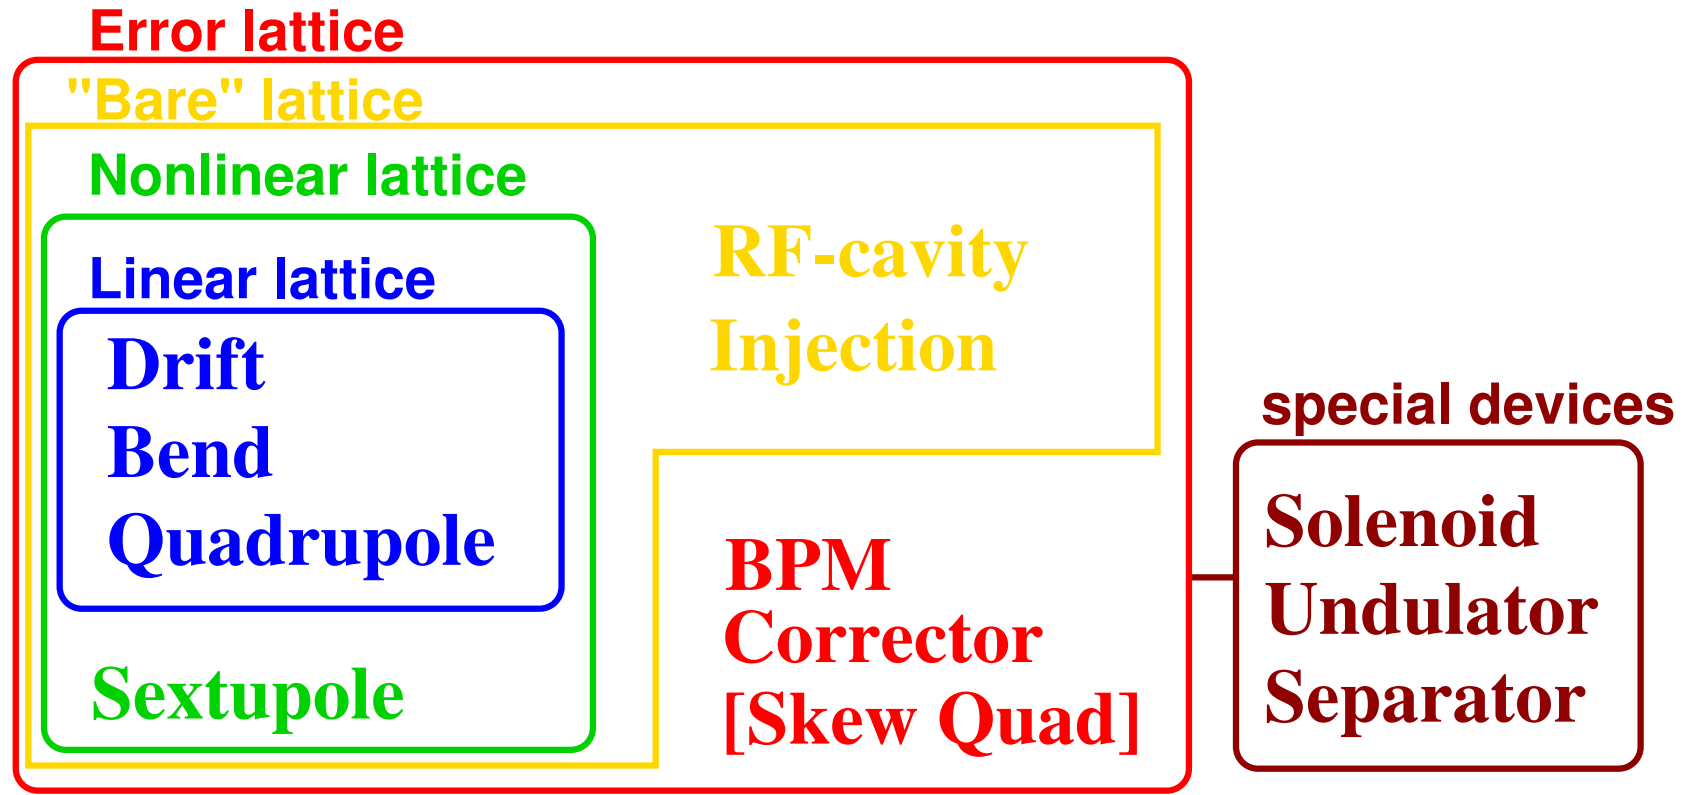 Error lattice
"Bare" lattice
Nonlinear lattice
Linear lattice
Drift
Bend
Quadrupole
Sextupole
RF-cavity
Injection
BPM
Corrector
[Skew Quad]
special devices
Solenoid
Undulator
Separator